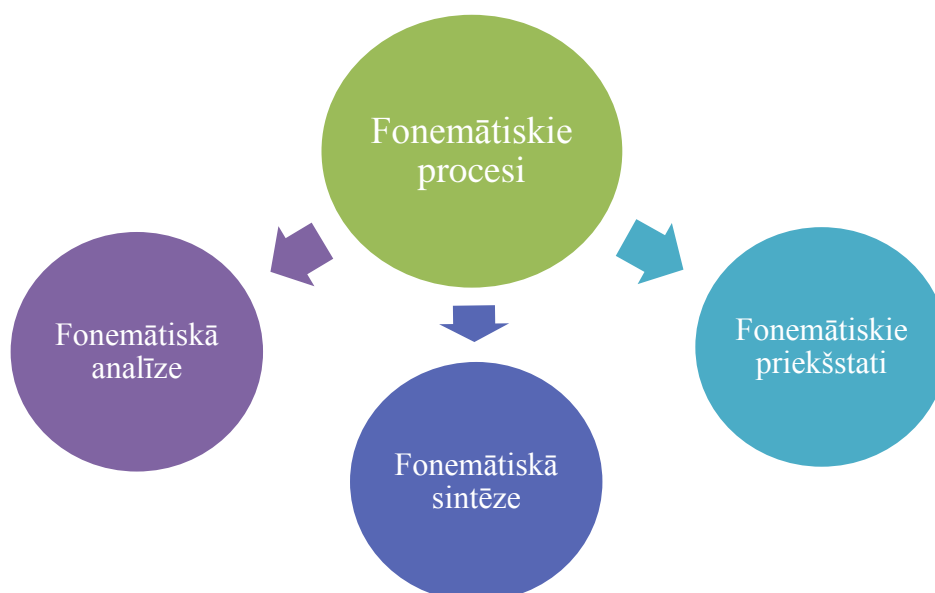 Fonemātiskie
procesi
Fonemātiskā
analīze
Fonemātiskā
sintēze
Fonemātiskie
priekšstati